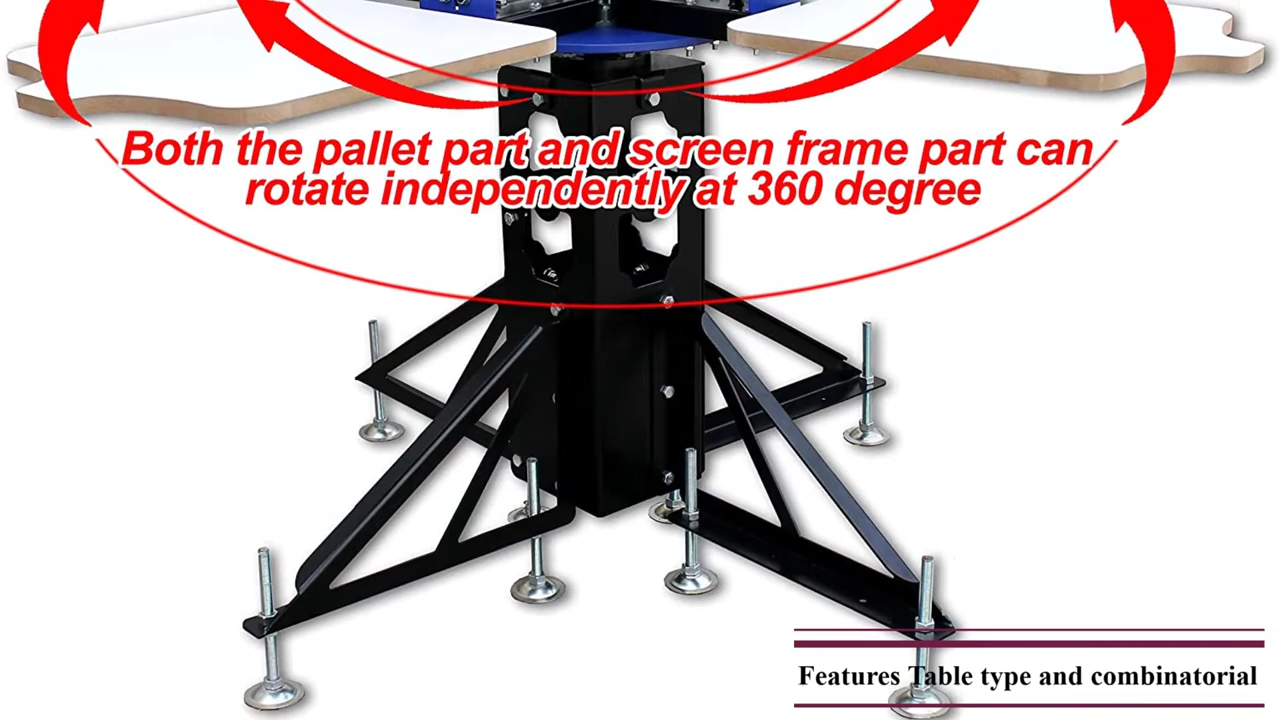 Both the pallet part and screen frame part can
rotate independently at 360 degree
Features Table type and combinatorial